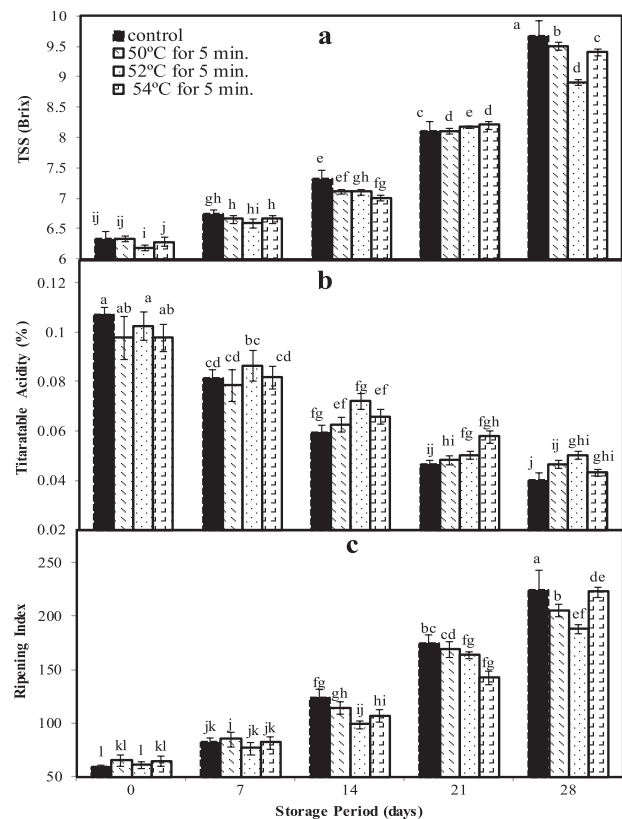 a
control
50ºC for 5 min.
52ºC for 5 min.
54ºC for 5 min.
TSS (Brix)
10
9.5
9
8.5
8
7.5
7
6.5
6
ij ij i j
gh h hi h
e ef gh fg
c d e d
a b d c
b
Titaratable Acidity (%)
0.12
0.1
0.08
0.06
0.04
0.02
a ab a ab
cd cd bc cd
fg ef fg ef
ij hi fg fgh
j ij ghi ghi
c
Ripening Index
250
200
150
100
50
l kl l kl
jk j jk jk
fg gh ij hi
bc cd fg fg
a b ef de
0 7 14 21 28
Storage Period (days)